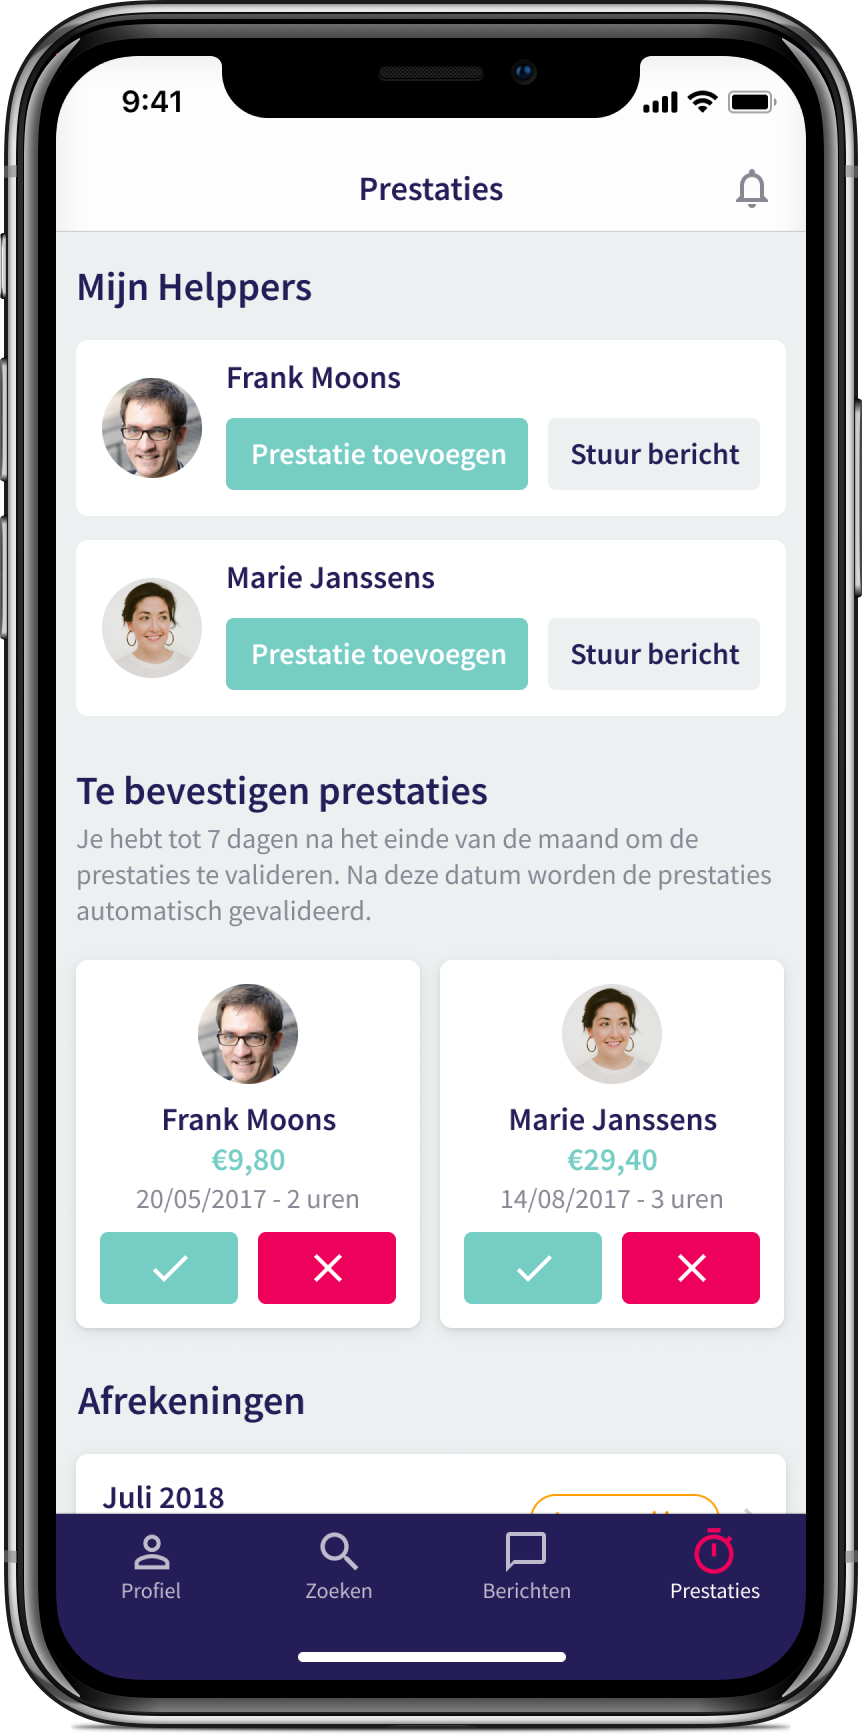 9:41
Prestaties
Mijn Helppers
Frank Moons
Prestatie toevoegen
Stuur bericht
Marie Janssens
Prestatie toevoegen
Stuur bericht
Te bevestigen prestaties
Je hebt tot 7 dagen na het einde van de maand om de
prestaties te valideren. Na deze datum worden de prestaties
automatisch gevalideerd.
Frank Moons
€9,80
20/05/2017 - 2 uren
Marie Janssens
€29,40
14/08/2017 - 3 uren
Afrekeningen
Juli 2018
Profiel
Zoeken
Berichten
Prestaties